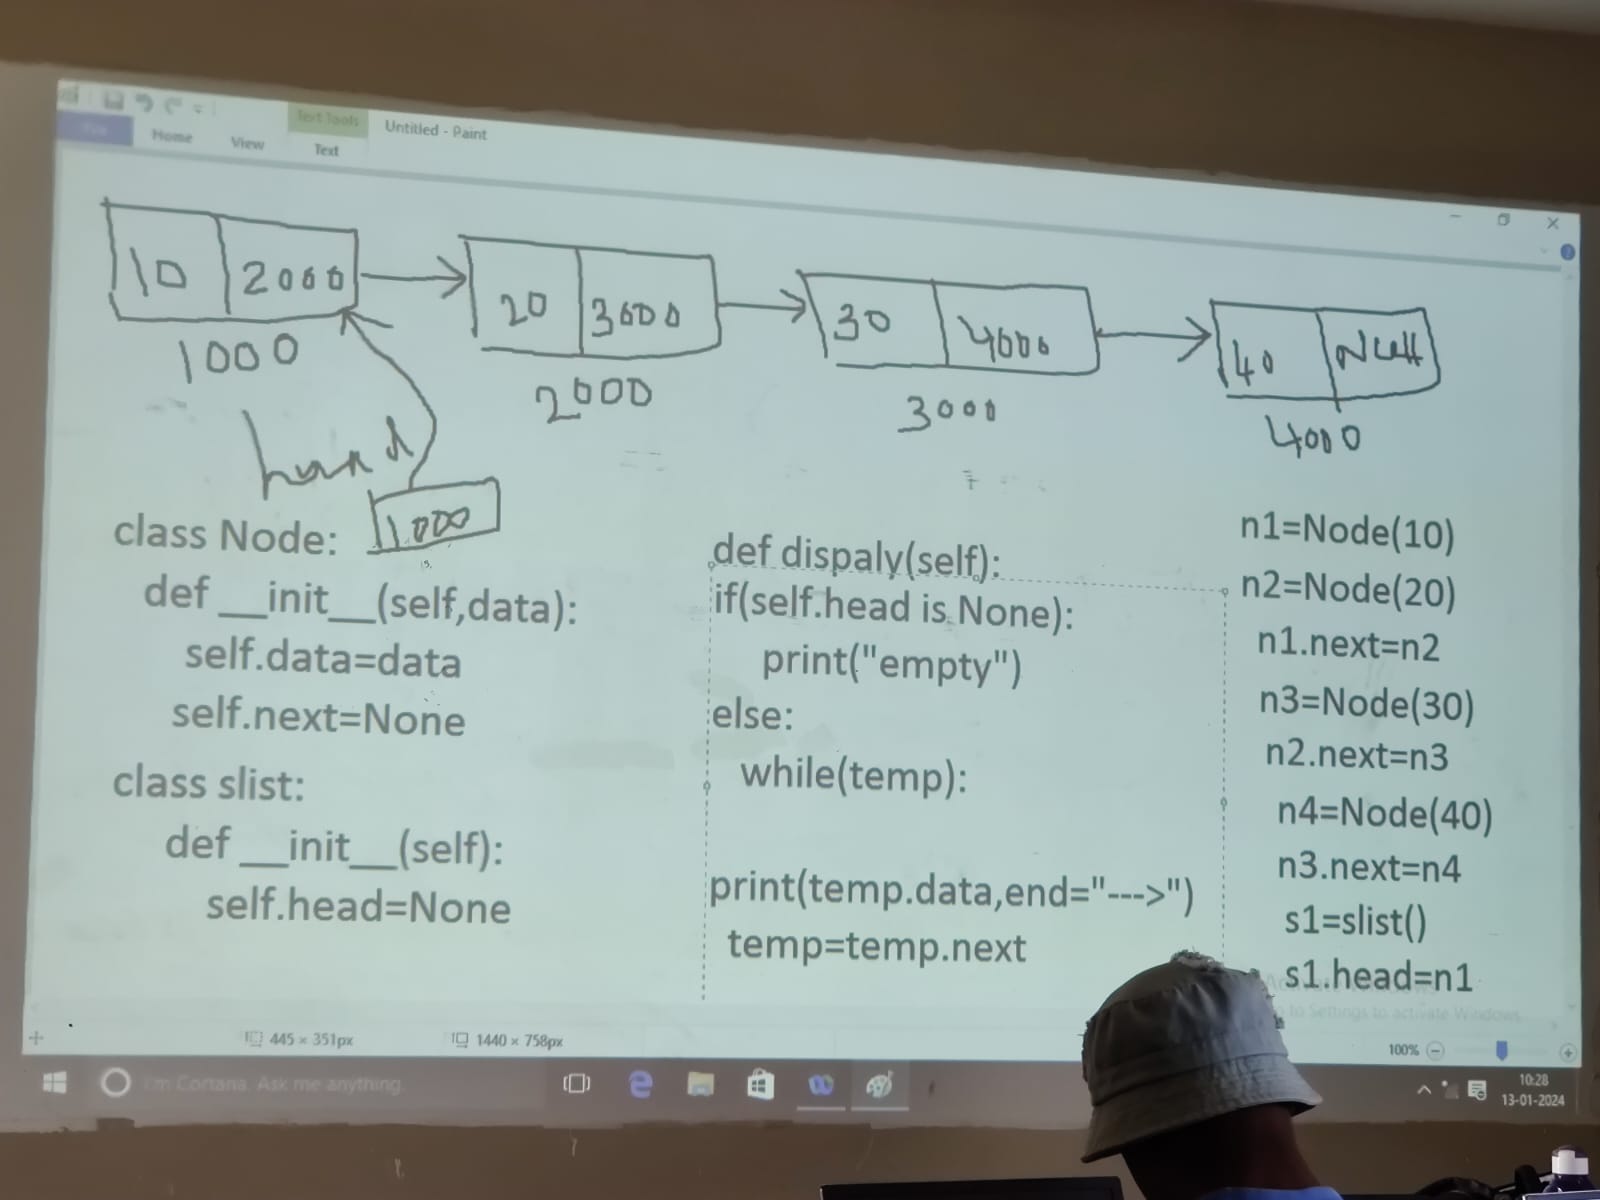 Text Tools
Untitled - Paint
Home
View
Text
10
2000
20
3000
30
4000
40
Null
1000
2000
3000
4000
head
1000
class Node:
def __init__(self,data):
self.data=data
self.next=None
class slist:
def __init__(self):
self.head=None
def dispaly(self):
if(self.head is None):
print("empty")
else:
while(temp):
print(temp.data,end="--->")
temp=temp.next
n1=Node(10)
n2=Node(20)
n1.next=n2
n3=Node(30)
n2.next=n3
n4=Node(40)
n3.next=n4
s1=slist()
s1.head=n1
to Settings to activate Windows.
445 × 351px
1440 × 758px
100%
I'm Cortana. Ask me anything.
10:28
13-01-2024